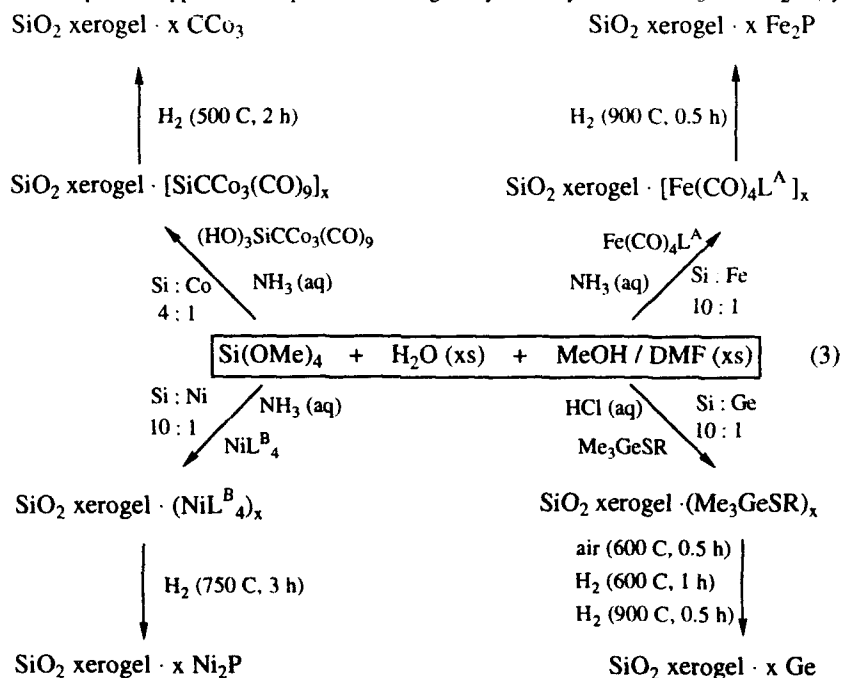 SiO₂ xerogel · x CCo₃
SiO₂ xerogel · x Fe₂P
H₂ (500 C, 2 h)
H₂ (900 C, 0.5 h)
SiO₂ xerogel · [SiCCo₃(CO)₉]ₓ
SiO₂ xerogel · [Fe(CO)₄Lᴬ]ₓ
(HO)₃SiCCo₃(CO)₉
Fe(CO)₄Lᴬ
Si : Co
4 : 1
NH₃ (aq)
NH₃ (aq)
Si : Fe
10 : 1
Si(OMe)₄ + H₂O (xs) + MeOH / DMF (xs) (3)
Si : Ni
10 : 1
NH₃ (aq)
NiLᴮ₄
HCl (aq)
Me₃GeSR
Si : Ge
10 : 1
SiO₂ xerogel · (NiLᴮ₄)ₓ
SiO₂ xerogel ·(Me₃GeSR)ₓ
H₂ (750 C, 3 h)
air (600 C, 0.5 h)
H₂ (600 C, 1 h)
H₂ (900 C, 0.5 h)
SiO₂ xerogel · x Ni₂P
SiO₂ xerogel · x Ge